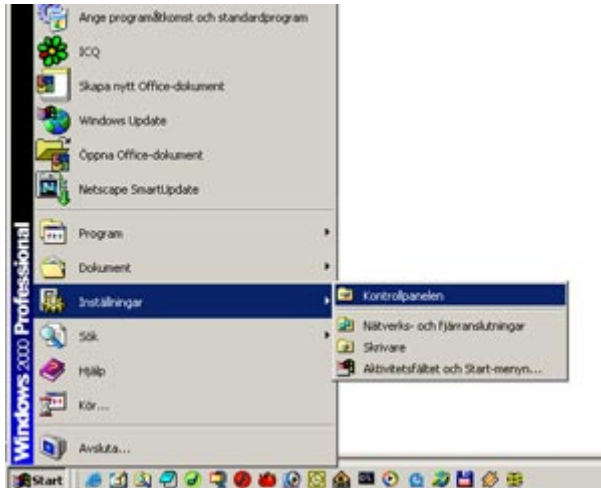 Ange programåtkomst och standardprogram
ICQ
Skapa nytt Office-dokument
Windows Update
Öppna Office-dokument
Netscape SmartUpdate
Program
Dokument
Inställningar
Kontrollpanelen
Nätverks- och fjärranslutningar
Skrivare
Aktivitetsfältet och Start-menyn...
Sök
Hjälp
Kör...
Avsluta...
Windows 2000 Professional
Start